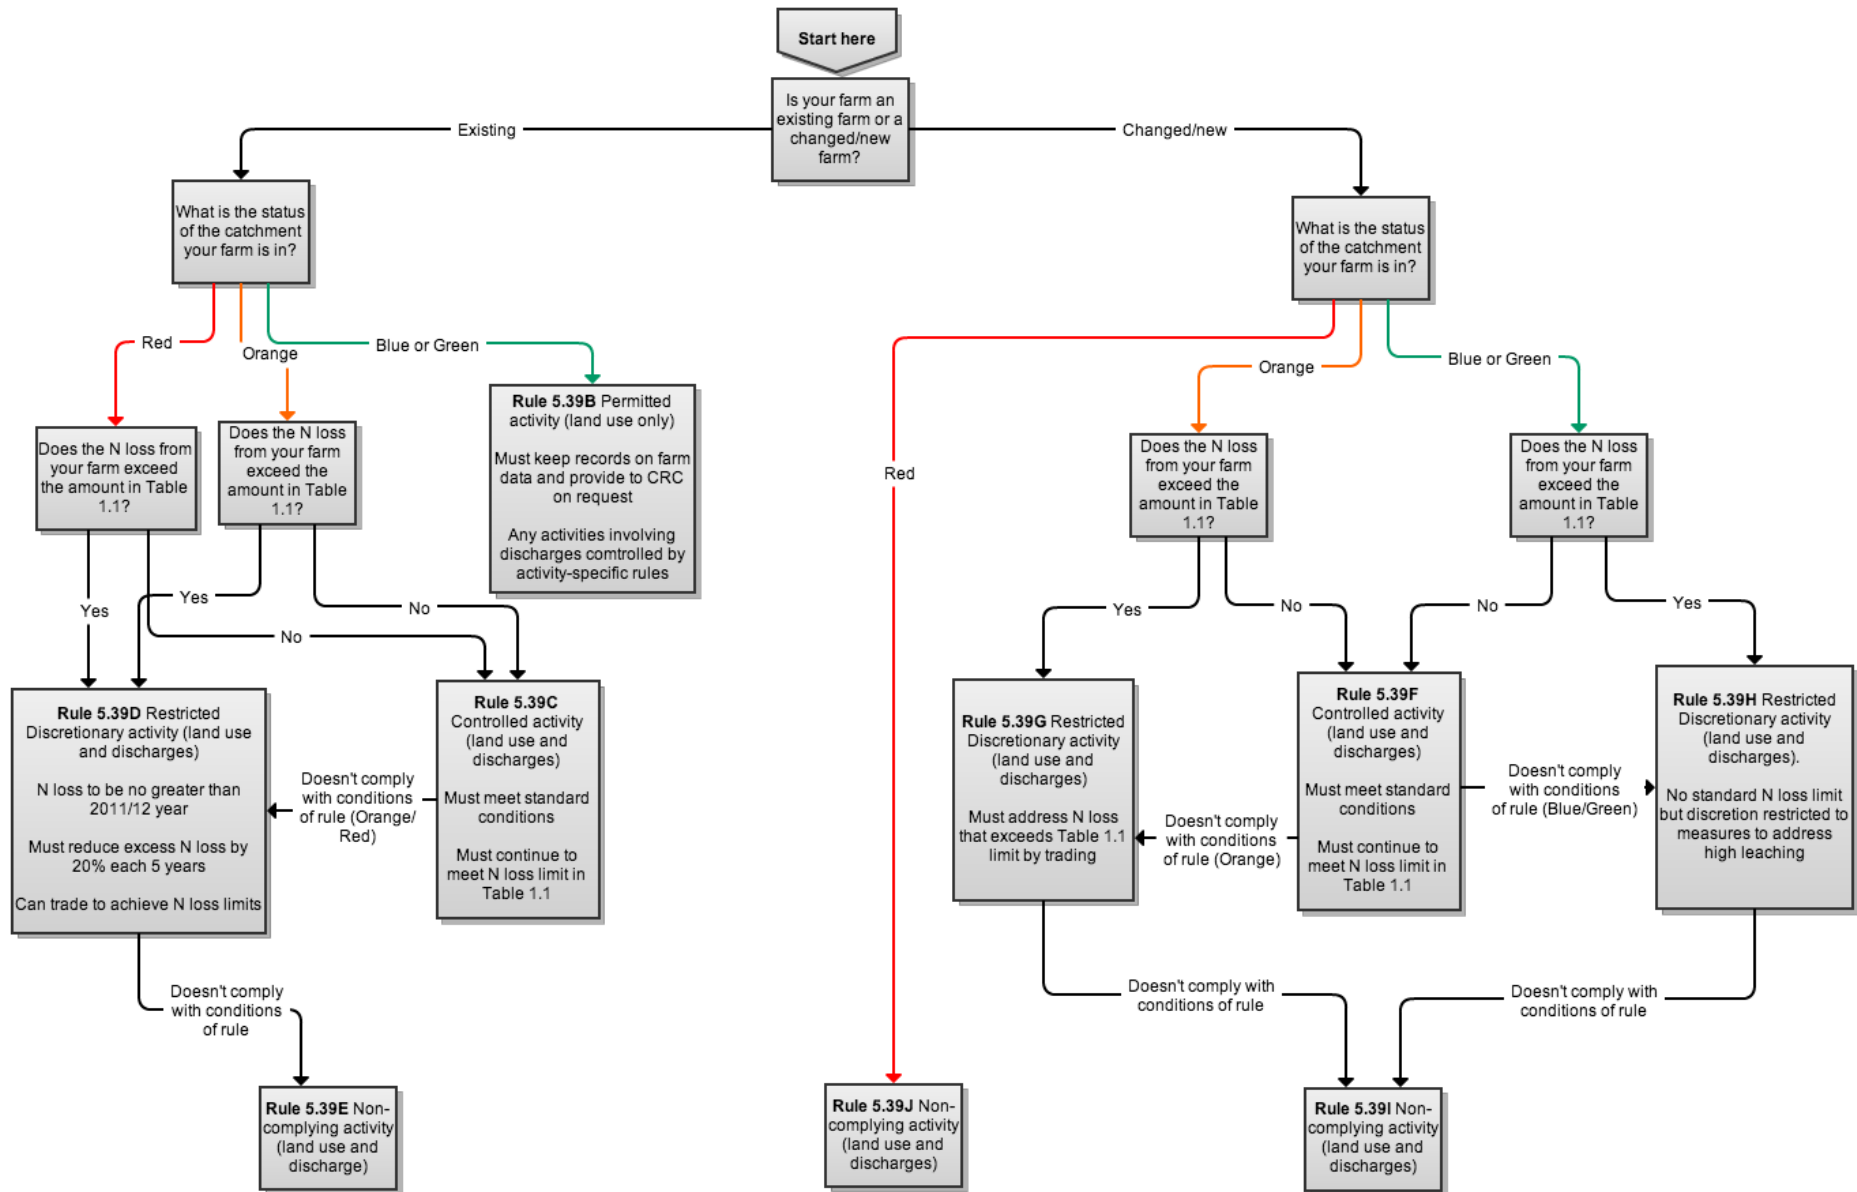 Start here
Is your farm an
existing farm or a
changed/new
farm?
Existing
Changed/new
What is the status
of the catchment
your farm is in?
What is the status
of the catchment
your farm is in?
Red
Orange
Blue or Green
Orange
Blue or Green
Red
Does the N loss from
your farm exceed
the amount in Table
1.1?
Does the N loss
from your farm
exceed the
amount in Table
1.1?
Rule 5.39B Permitted
activity (land use only)
Must keep records on farm
data and provide to CRC
on request
Any activities involving
discharges comtrolled by
activity-specific rules
Does the N loss
from your farm
exceed the
amount in Table
1.1?
Does the N loss
from your farm
exceed the
amount in Table
1.1?
Yes
Yes
No
No
Yes
No
No
Yes
Rule 5.39D Restricted
Discretionary activity (land use
and discharges)
N loss to be no greater than
2011/12 year
Must reduce excess N loss by
20% each 5 years
Can trade to achieve N loss limits
Doesn't comply
with conditions
of rule (Orange/
Red)
Rule 5.39C
Controlled activity
(land use and
discharges)
Must meet standard
conditions
Must continue to
meet N loss limit in
Table 1.1
Rule 5.39G Restricted
Discretionary activity
(land use and
discharges)
Must address N loss
that exceeds Table 1.1
limit by trading
Doesn't comply
with conditions
of rule (Orange)
Rule 5.39F
Controlled activity
(land use and
discharges)
Must meet standard
conditions
Must continue to
meet N loss limit in
Table 1.1
Doesn't comply
with conditions
of rule (Blue/Green)
Rule 5.39H Restricted
Discretionary activity
(land use and
discharges).
No standard N loss limit
but discretion restricted to
measures to address
high leaching
Doesn't comply
with conditions
of rule
Doesn't comply with
conditions of rule
Doesn't comply with
conditions of rule
Rule 5.39E Non-
complying activity
(land use and
discharge)
Rule 5.39J Non-
complying activity
(land use and
discharges)
Rule 5.39I Non-
complying activity
(land use and
discharges)